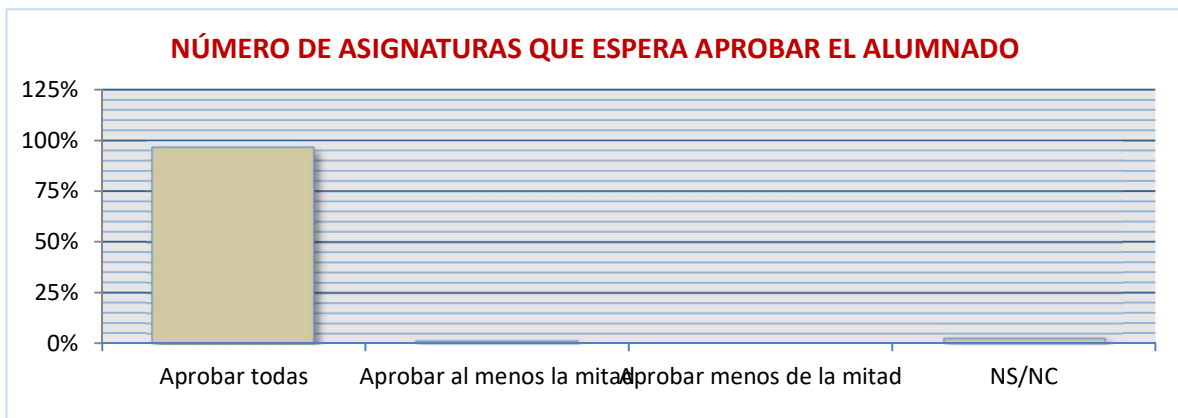 NÚMERO DE ASIGNATURAS QUE ESPERA APROBAR EL ALUMNADO
125%
100%
75%
50%
25%
0%
Aprobar todas
Aprobar al menos la mitad
Aprobar menos de la mitad
NS/NC